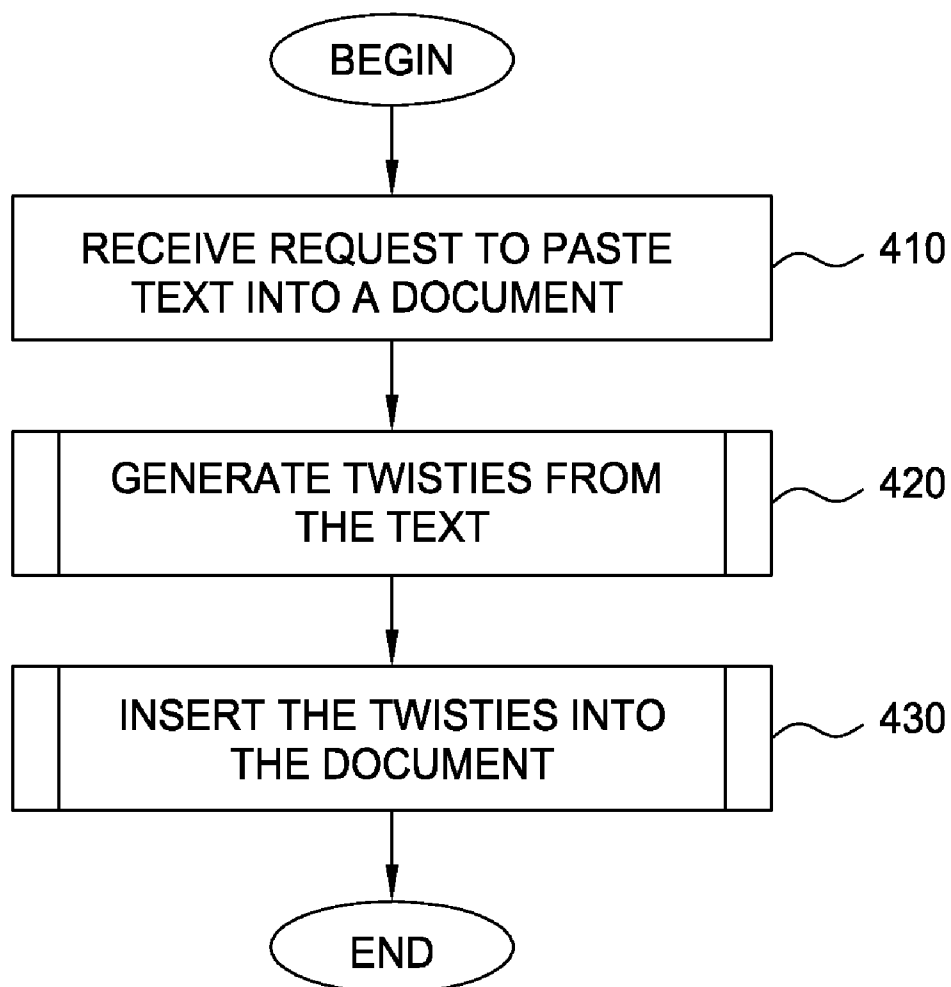 BEGIN
RECEIVE REQUEST TO PASTE
TEXT INTO A DOCUMENT
410
GENERATE TWISTIES FROM
THE TEXT
420
INSERT THE TWISTIES INTO
THE DOCUMENT
430
END